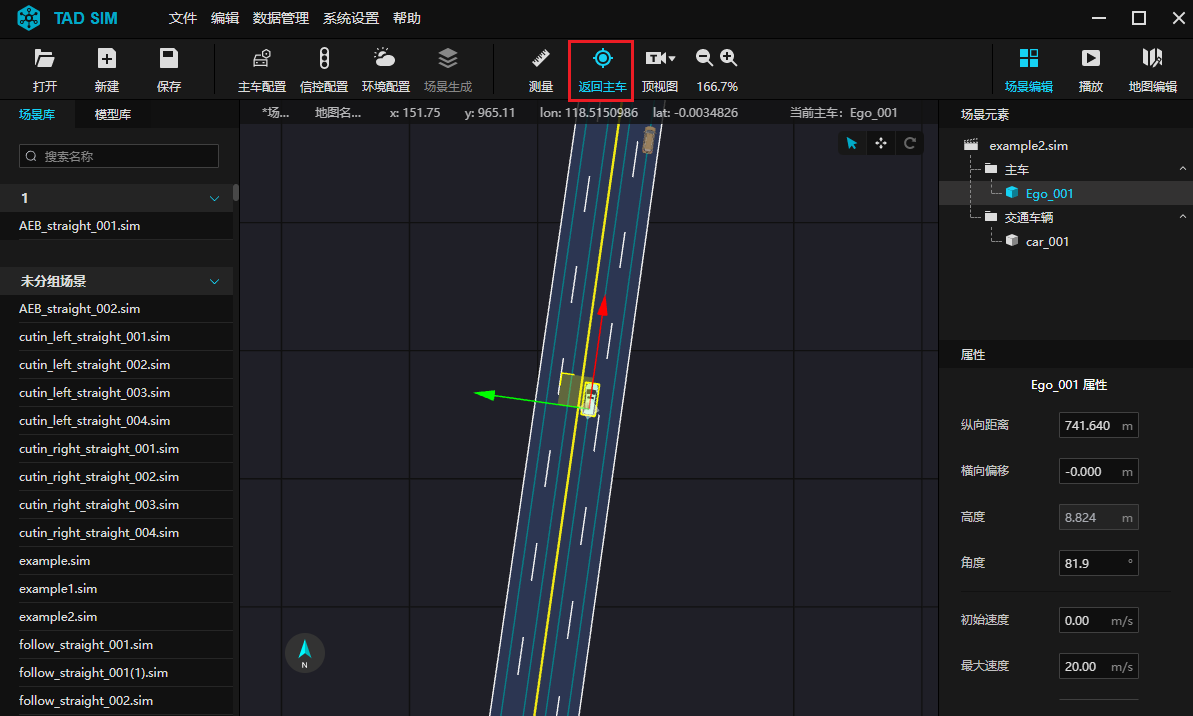 TAD SIM 文件 编辑 数据管理 系统设置 帮助
打开 新建 保存 主车配置 信控配置 环境配置 场景生成 测量 返回主车 顶视图 166.7% 场景编辑 播放 地图编辑
场景库 模型库
*场... 地图名... x: 151.75 y: 965.11 lon: 118.5150986 lat: -0.0034826 当前主车: Ego_001
搜索名称
1
AEB_straight_001.sim
未分组场景
AEB_straight_002.sim
cutin_left_straight_001.sim
cutin_left_straight_002.sim
cutin_left_straight_003.sim
cutin_left_straight_004.sim
cutin_right_straight_001.sim
cutin_right_straight_002.sim
cutin_right_straight_003.sim
cutin_right_straight_004.sim
example.sim
example1.sim
example2.sim
follow_straight_001.sim
follow_straight_001(1).sim
follow_straight_002.sim
N
场景元素
example2.sim
主车
Ego_001
交通车辆
car_001
属性
Ego_001 属性
纵向距离 741.640 m
横向偏移 -0.000 m
高度 8.824 m
角度 81.9 °
初始速度 0.00 m/s
最大速度 20.00 m/s